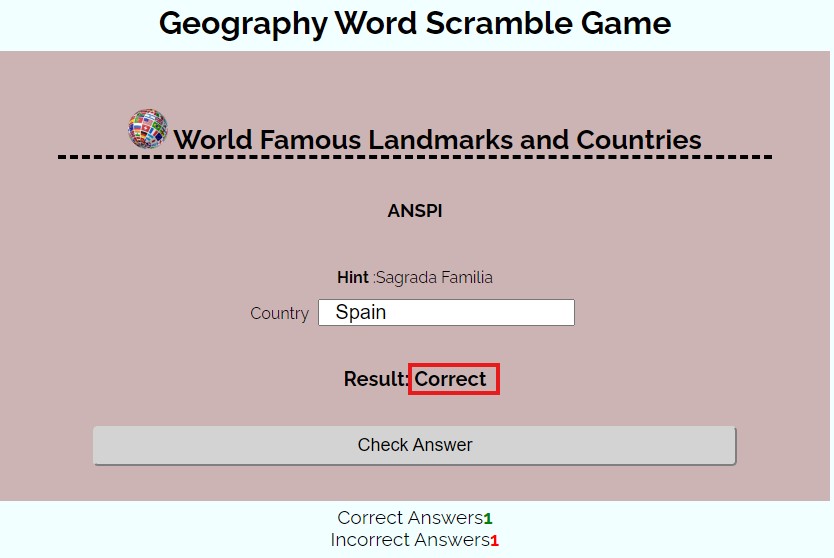 Geography Word Scramble Game
World Famous Landmarks and Countries
ANSPI
Hint :Sagrada Familia
Country Spain
Result: Correct
Check Answer
Correct Answers1
Incorrect Answers1